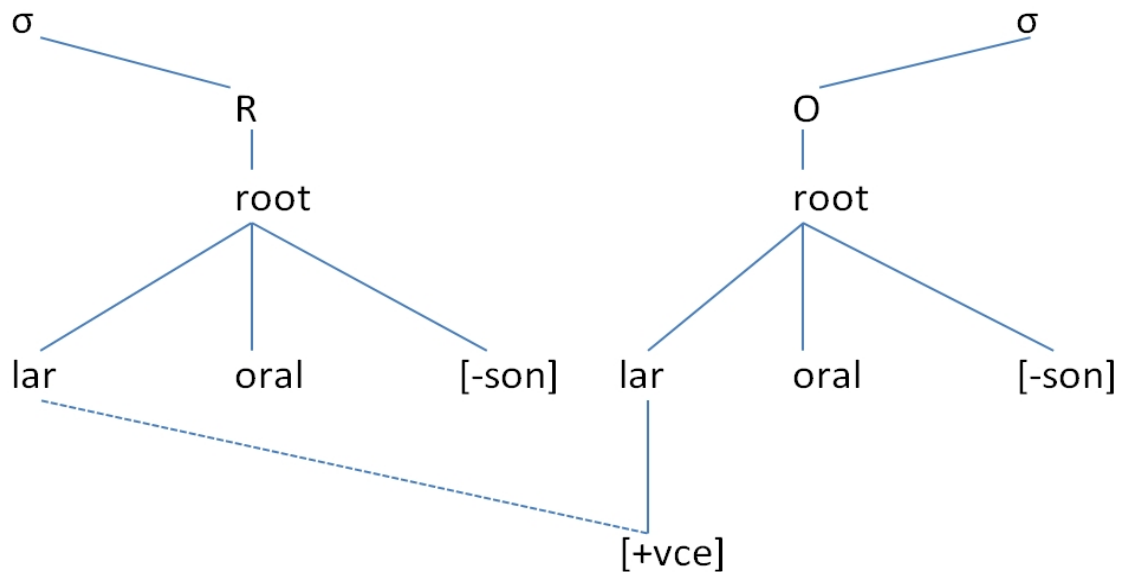 σ σ
R O
root root
lar oral [-son] lar oral [-son]
[+vce]